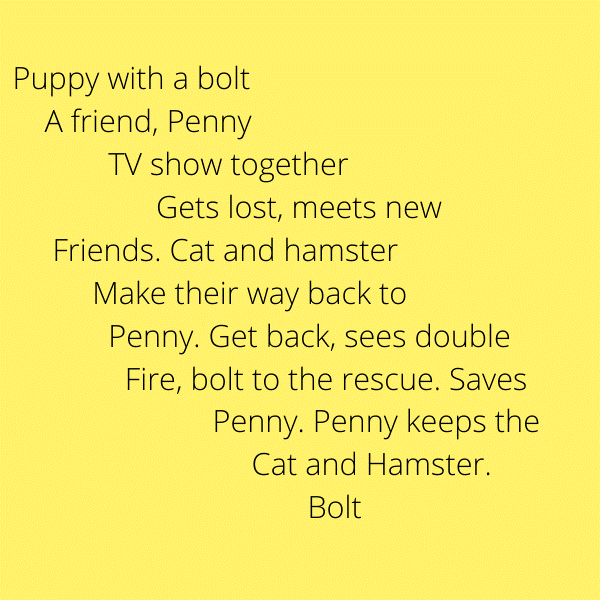 Puppy with a bolt
A friend, Penny
TV show together
Gets lost, meets new
Friends. Cat and hamster
Make their way back to
Penny. Get back, sees double
Fire, bolt to the rescue. Saves
Penny. Penny keeps the
Cat and Hamster.
Bolt